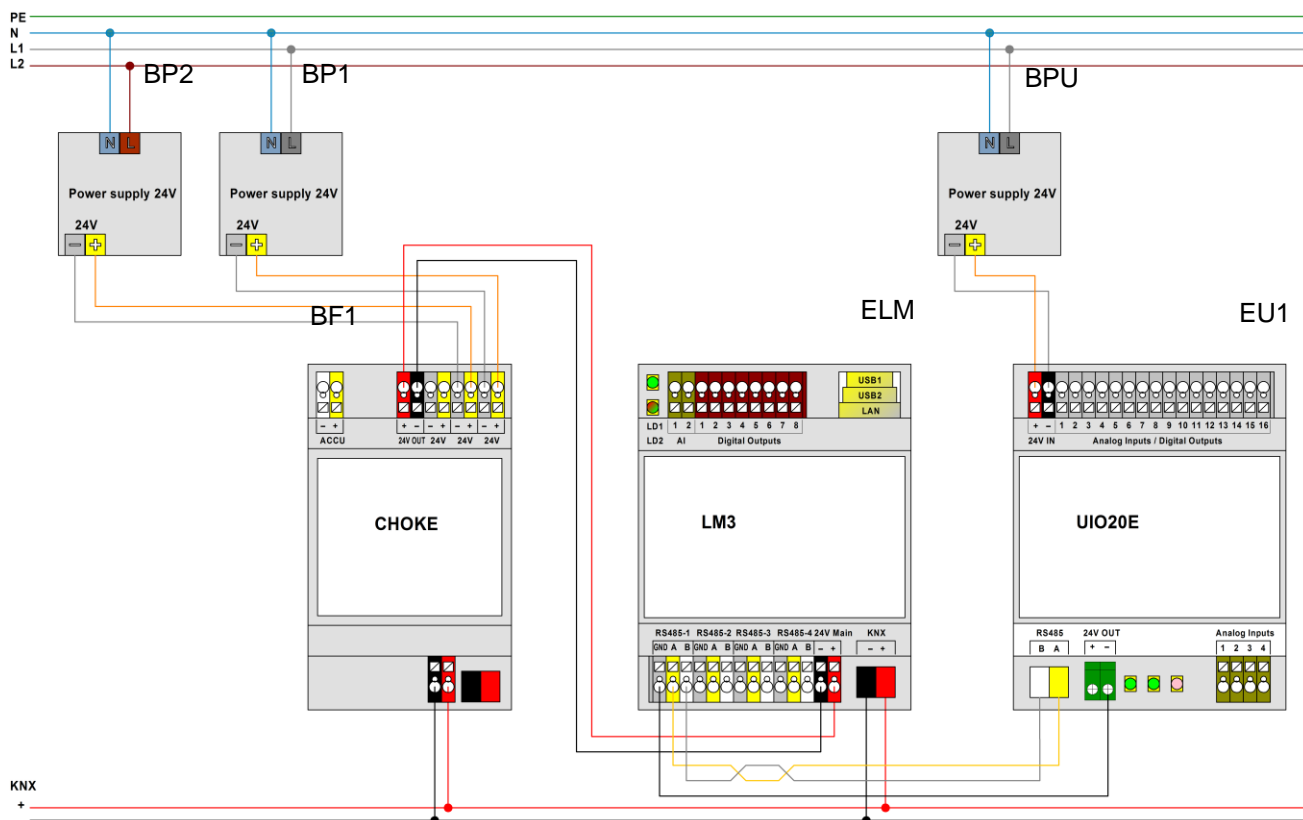 PE
N
L1
L2
BP2
BP1
BPU
N L
N L
N L
Power supply 24V
Power supply 24V
Power supply 24V
24V
24V
24V
− +
− +
− +
BF1
ELM
EU1
− +
ACCU
+ − − + − + − +
24V OUT 24V 24V 24V
CHOKE
LD1
LD2
1 2 1 2 3 4 5 6 7 8
AI Digital Outputs
USB1
USB2
LAN
LM3
RS485-1 RS485-2 RS485-3 RS485-4 24V Main KNX
GND A B GND A B GND A B GND A B − + − +
+ − 1 2 3 4 5 6 7 8 9 10 11 12 13 14 15 16
24V IN Analog Inputs / Digital Outputs
UIO20E
RS485 24V OUT Analog Inputs
B A + − 1 2 3 4
KNX
+